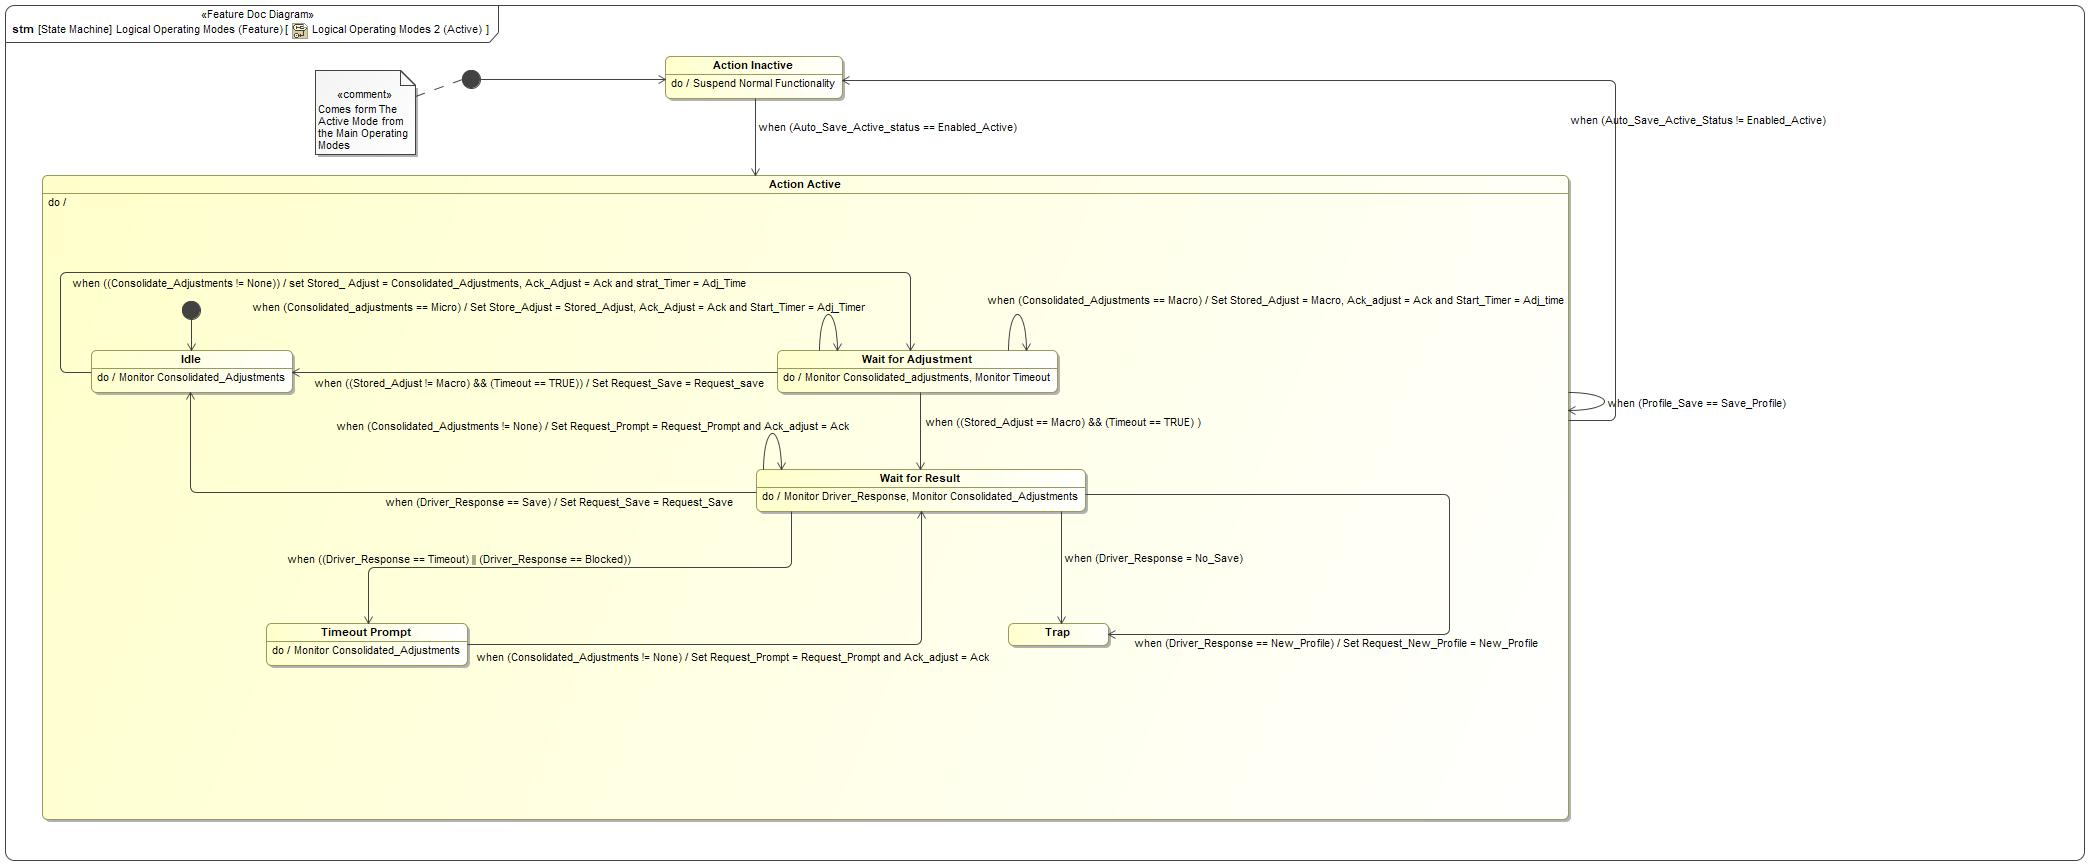 «Feature Doc Diagram»
stm [State Machine] Logical Operating Modes (Feature) [ Logical Operating Modes 2 (Active) ]
«comment»
Comes form The
Active Mode from
the Main Operating
Modes
Action Inactive
do / Suspend Normal Functionality
when (Auto_Save_Active_status == Enabled_Active)
when (Auto_Save_Active_Status != Enabled_Active)
Action Active
do /
when ((Consolidate_Adjustments != None)) / set Stored_ Adjust = Consolidated_Adjustments, Ack_Adjust = Ack and strat_Timer = Adj_Time
when (Consolidated_adjustments == Micro) / Set Store_Adjust = Stored_Adjust, Ack_Adjust = Ack and Start_Timer = Adj_Timer
when (Consolidated_Adjustments == Macro) / Set Stored_Adjust = Macro, Ack_adjust = Ack and Start_Timer = Adj_time
Idle
do / Monitor Consolidated_Adjustments
Wait for Adjustment
do / Monitor Consolidated_adjustments, Monitor Timeout
when ((Stored_Adjust != Macro) && (Timeout == TRUE)) / Set Request_Save = Request_save
when (Profile_Save == Save_Profile)
when ((Stored_Adjust == Macro) && (Timeout == TRUE) )
when (Consolidated_Adjustments != None) / Set Request_Prompt = Request_Prompt and Ack_adjust = Ack
Wait for Result
do / Monitor Driver_Response, Monitor Consolidated_Adjustments
when (Driver_Response == Save) / Set Request_Save = Request_Save
when ((Driver_Response == Timeout) || (Driver_Response == Blocked))
when (Driver_Response = No_Save)
Timeout Prompt
do / Monitor Consolidated_Adjustments
Trap
when (Driver_Response == New_Profile) / Set Request_New_Profile = New_Profile
when (Consolidated_Adjustments != None) / Set Request_Prompt = Request_Prompt and Ack_adjust = Ack